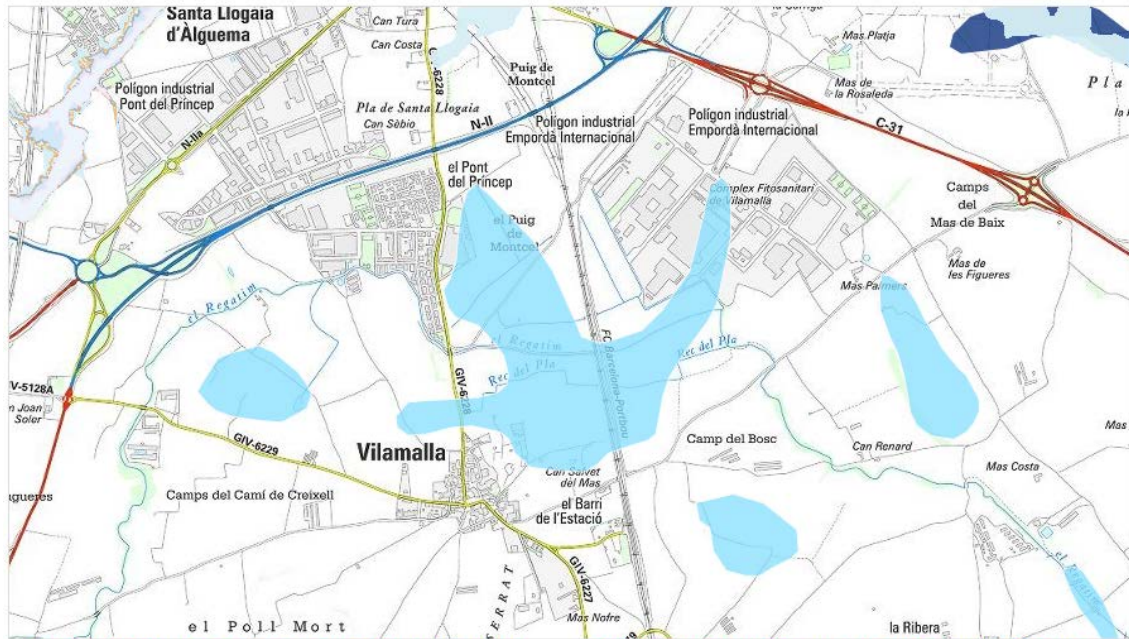 Santa Llogaia
d'Àlguema
Can Tura
Can Costa
C
-6228
Puig de
Montcel
Mas Platja
Mas de
la Rosaleda
Pla
Polígon industrial
Pont del Príncep
Pla de Santa Llogaia
Can Sèbio
N-II
Polígon industrial
Empordà Internacional
Polígon industrial
Empordà Internacional
C-31
N-IIa
el Pont
del Príncep
Complex Fitosanitari
de Vilamalla
Camps
del
Mas de Baix
el Puig
de
Montcel
Mas de
les Figueres
Mas Palmers
el Regatim
el Regatim
Rec del Pla
Rec del Pla
FC Barcelona-Portbou
GIV-6228
V-5128A
n Joan
Soler
GIV-6229
Vilamalla
Camp del Bosc
Can Renard
Mas
Mas Costa
Can Salvet
del Mas
gueres
Camps del Camí de Creixell
el Barri
de l'Estació
el Regatim
GIV-6227
SERRAT
Mas Nofre
el Poll Mort
la Ribera